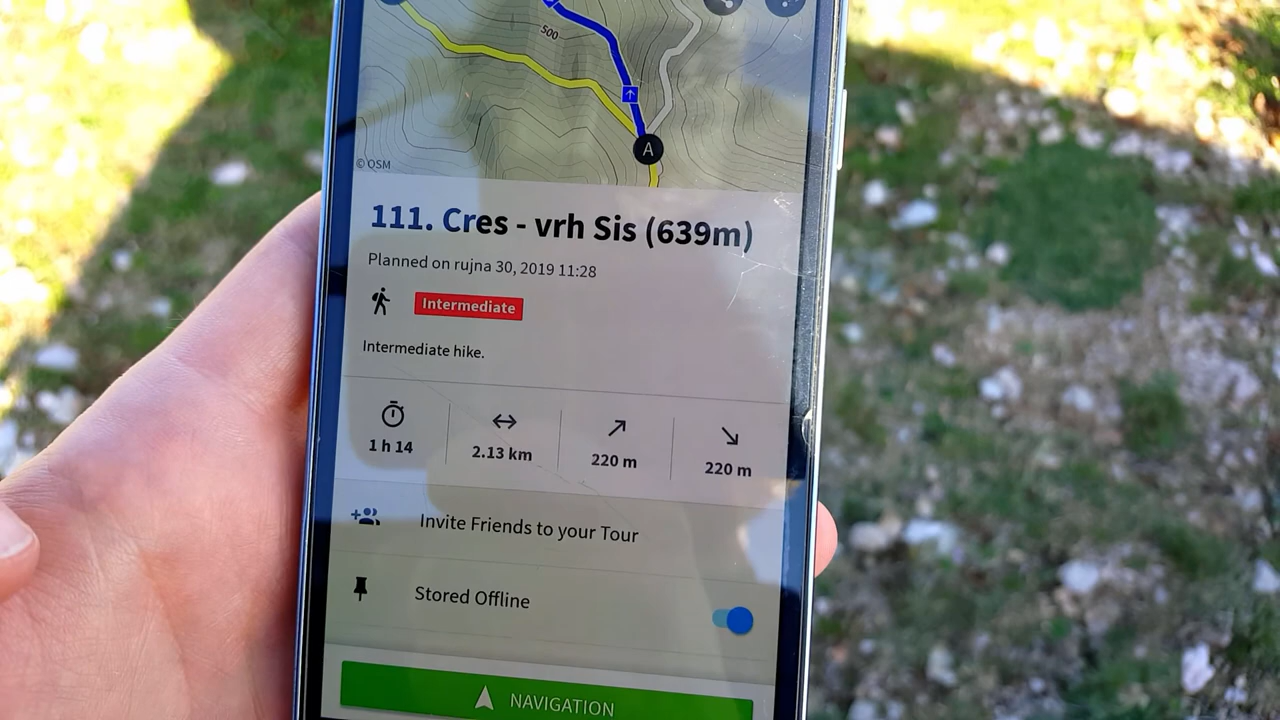 500
A
© OSM
111. Cres - vrh Sis (639m)
Planned on rujna 30, 2019 11:28
Intermediate
Intermediate hike.
1 h 14
2.13 km
220 m
220 m
Invite Friends to your Tour
Stored Offline
NAVIGATION